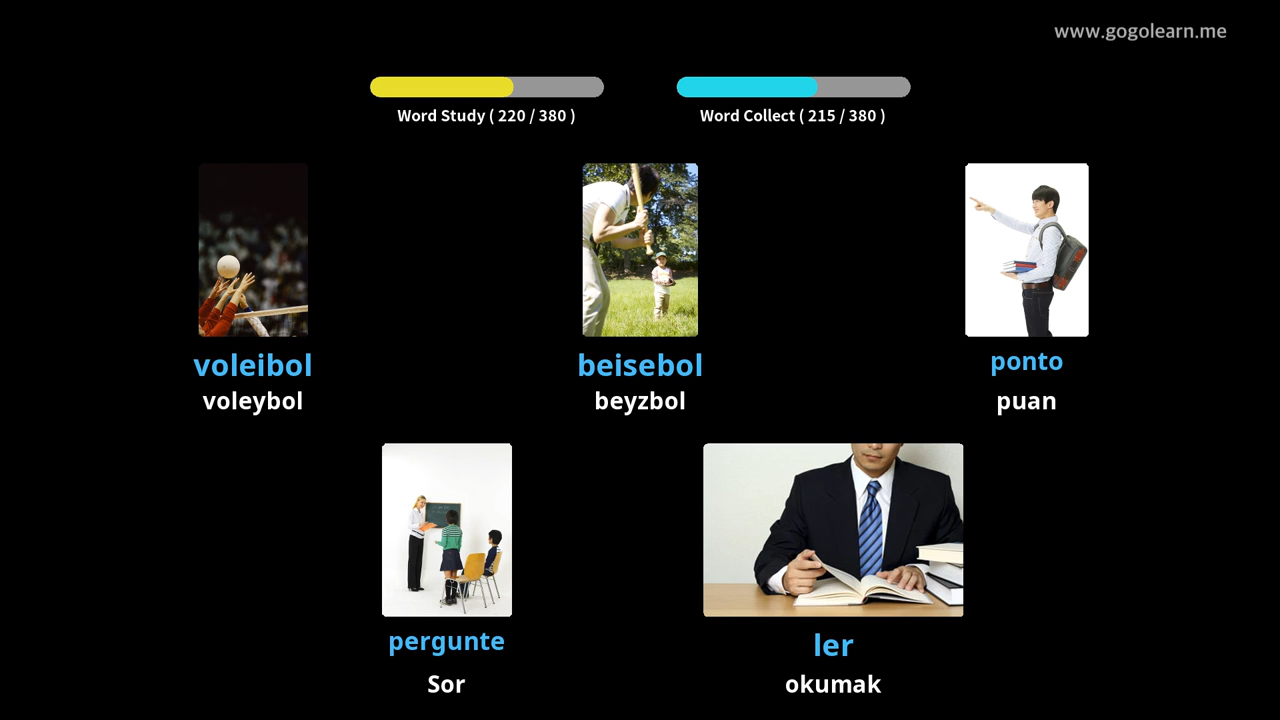 www.gogolearn.me
Word Study ( 220 / 380 )
Word Collect ( 215 / 380 )
voleibol
voleybol
beisebol
beyzbol
ponto
puan
pergunte
Sor
ler
okumak